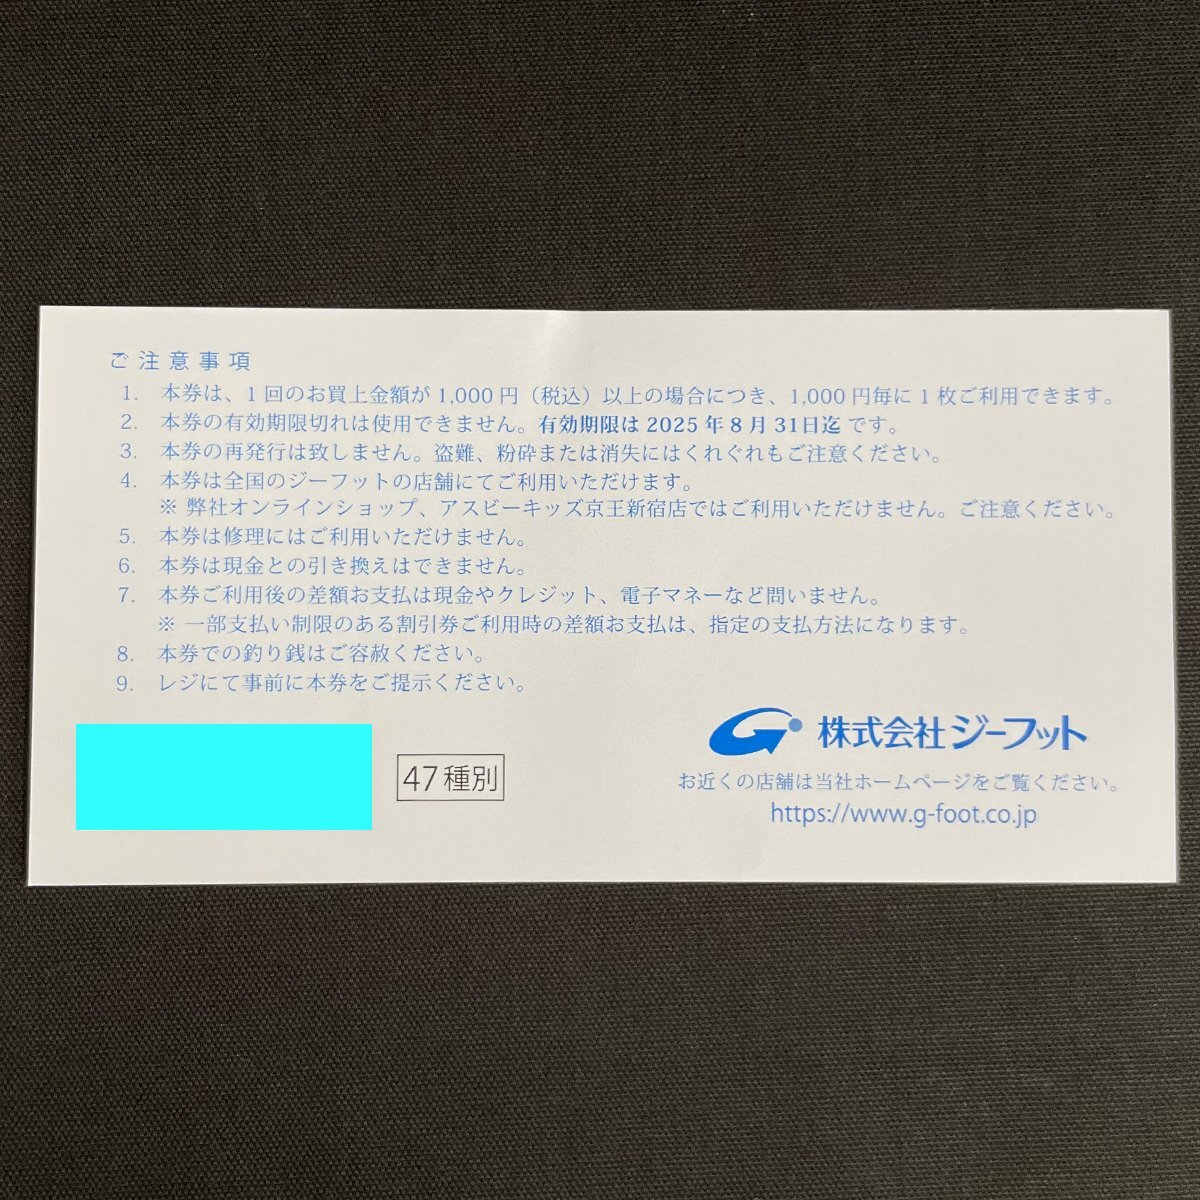 ご注意事項
1. 本券は、1回のお買上金額が1,000円（税込）以上の場合につき、1,000円毎に1枚ご利用できます。
2. 本券の有効期限切れは使用できません。有効期限は2025年8月31日迄です。
3. 本券の再発行は致しません。盗難、粉砕または消失にはくれぐれもご注意ください。
4. 本券は全国のジーフットの店舗にてご利用いただけます。
※ 弊社オンラインショップ、アスビーキッズ京王新宿店ではご利用いただけません。ご注意ください。
5. 本券は修理にはご利用いただけません。
6. 本券は現金との引き換えはできません。
7. 本券ご利用後の差額お支払は現金やクレジット、電子マネーなど問いません。
※ 一部支払い制限のある割引券ご利用時の差額お支払は、指定の支払方法になります。
8. 本券での釣り銭はご容赦ください。
9. レジにて事前に本券をご提示ください。
47種別
株式会社ジーフット
お近くの店舗は当社ホームページをご覧ください。
https://www.g-foot.co.jp